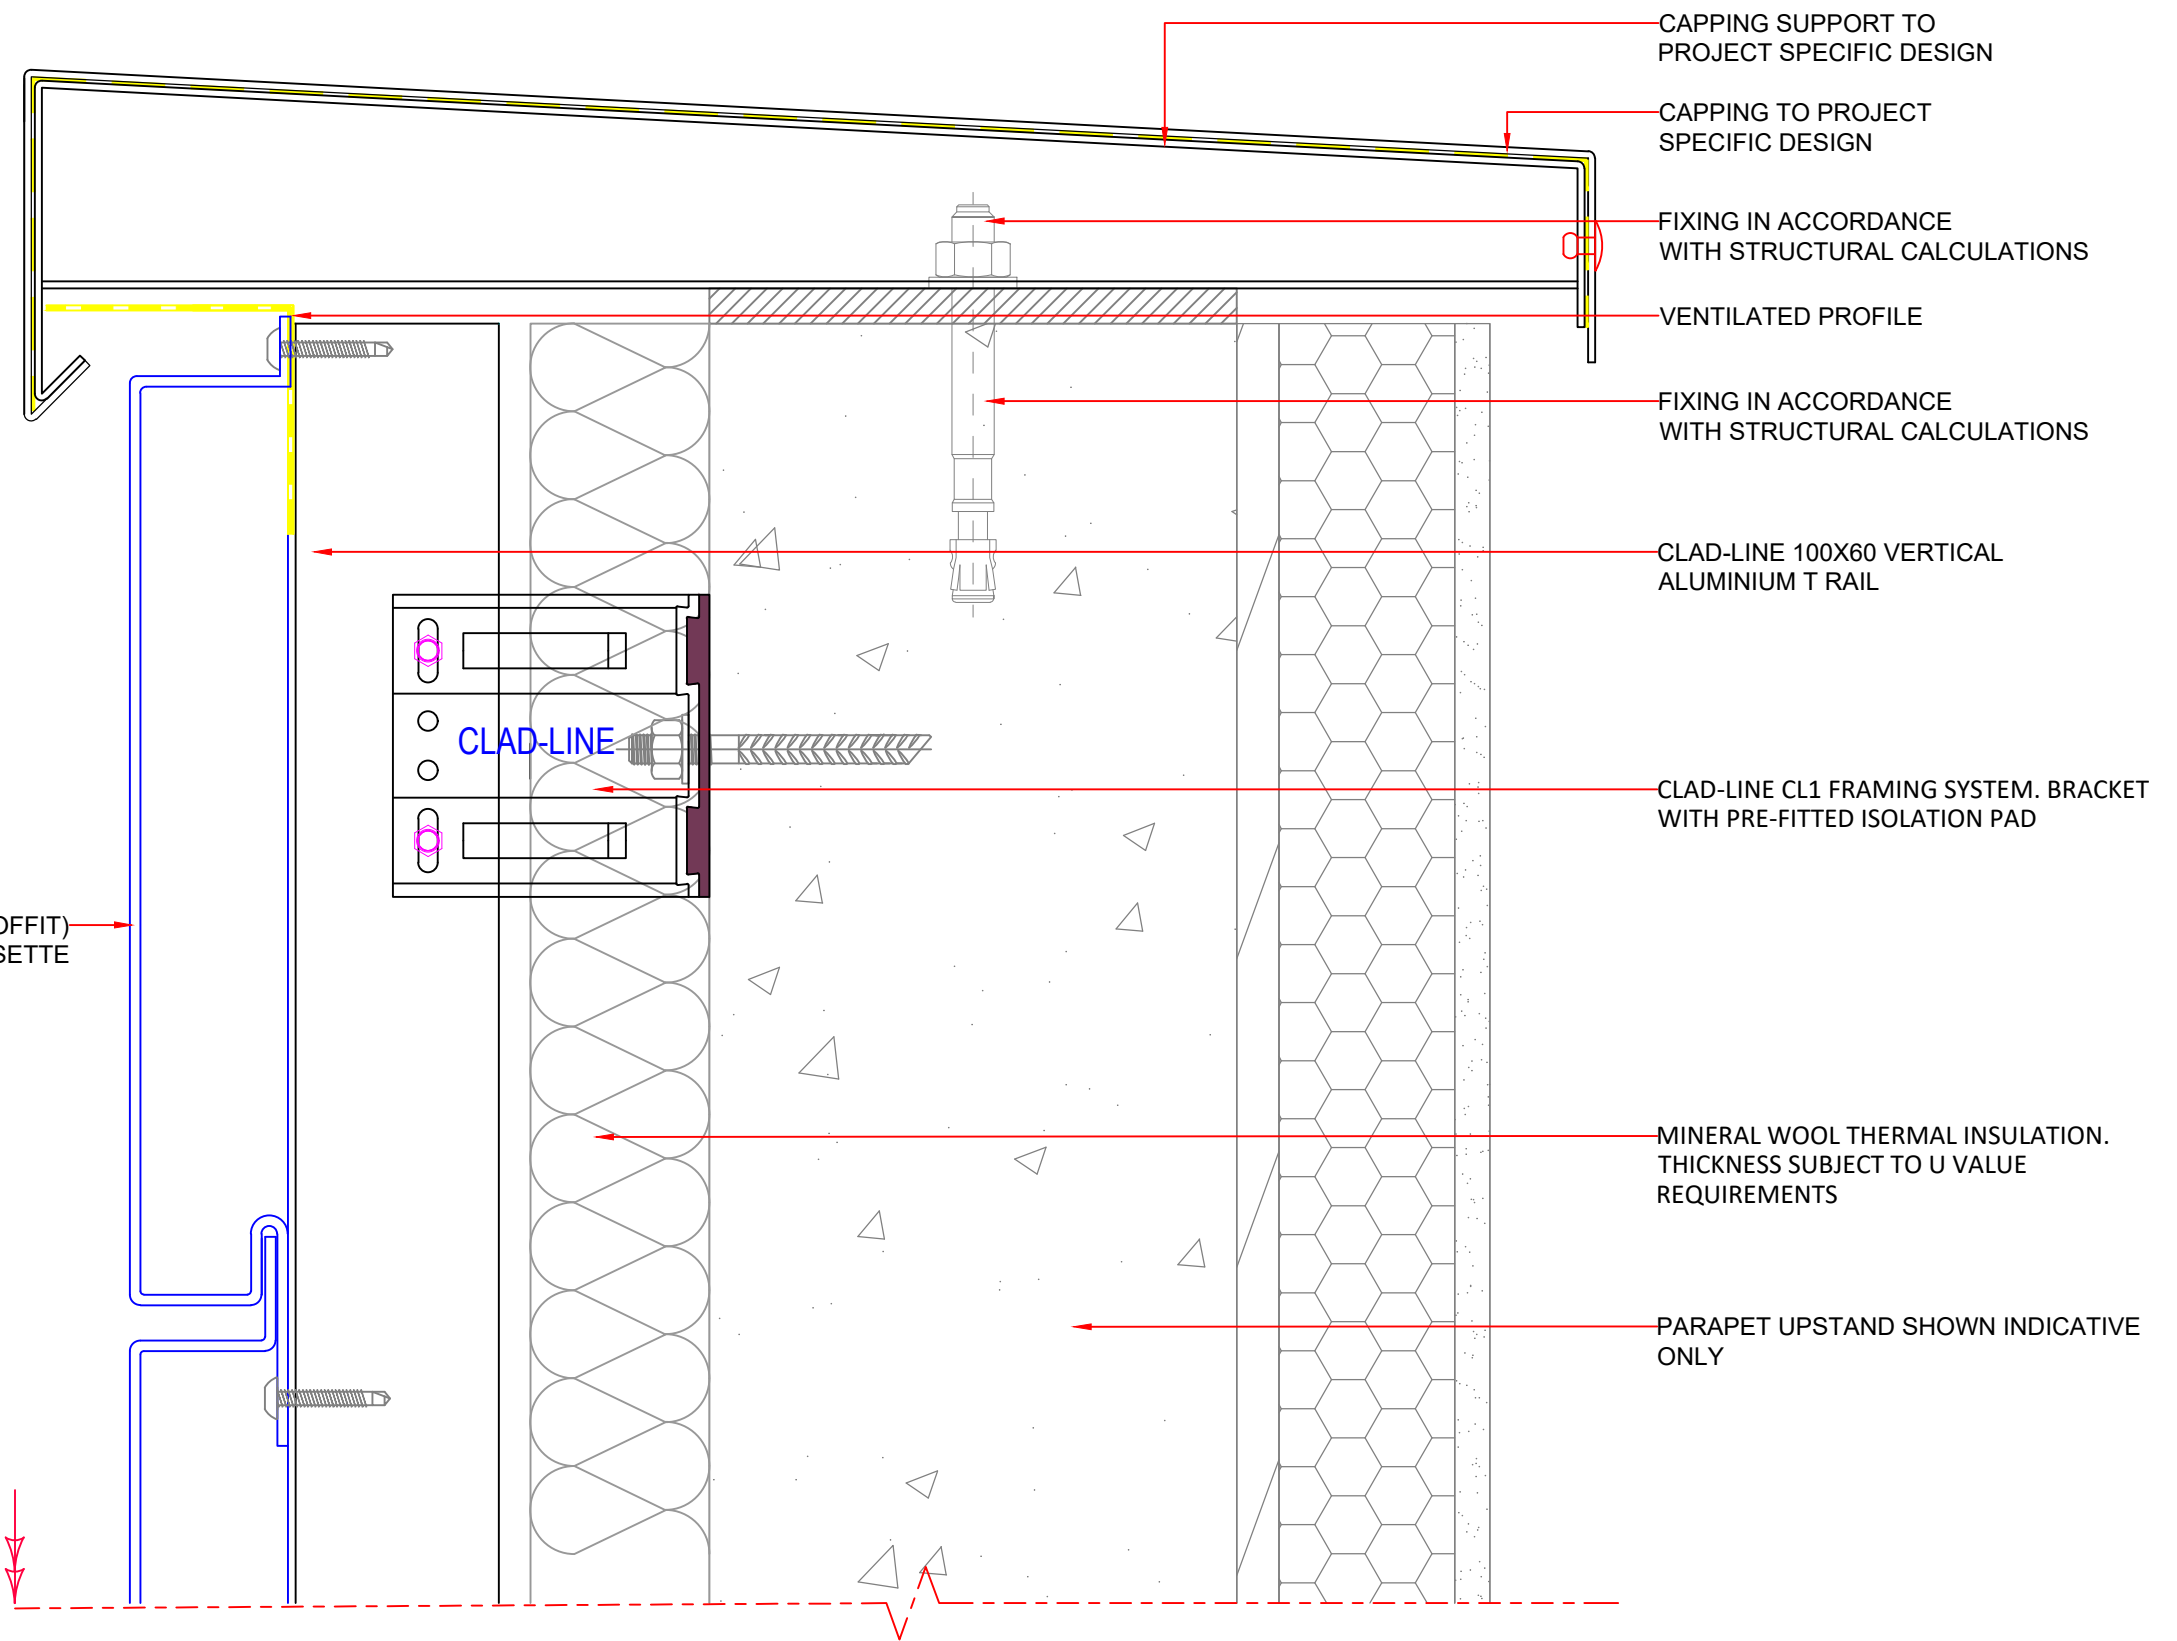 CAPPING SUPPORT TO
PROJECT SPECIFIC DESIGN
CAPPING TO PROJECT
SPECIFIC DESIGN
FIXING IN ACCORDANCE
WITH STRUCTURAL CALCULATIONS
VENTILATED PROFILE
FIXING IN ACCORDANCE
WITH STRUCTURAL CALCULATIONS
CLAD-LINE 100X60 VERTICAL
ALUMINIUM T RAIL
CLAD-LINE
CLAD-LINE CL1 FRAMING SYSTEM. BRACKET
WITH PRE-FITTED ISOLATION PAD
OFFIT)
SETTE
MINERAL WOOL THERMAL INSULATION.
THICKNESS SUBJECT TO U VALUE
REQUIREMENTS
PARAPET UPSTAND SHOWN INDICATIVE
ONLY